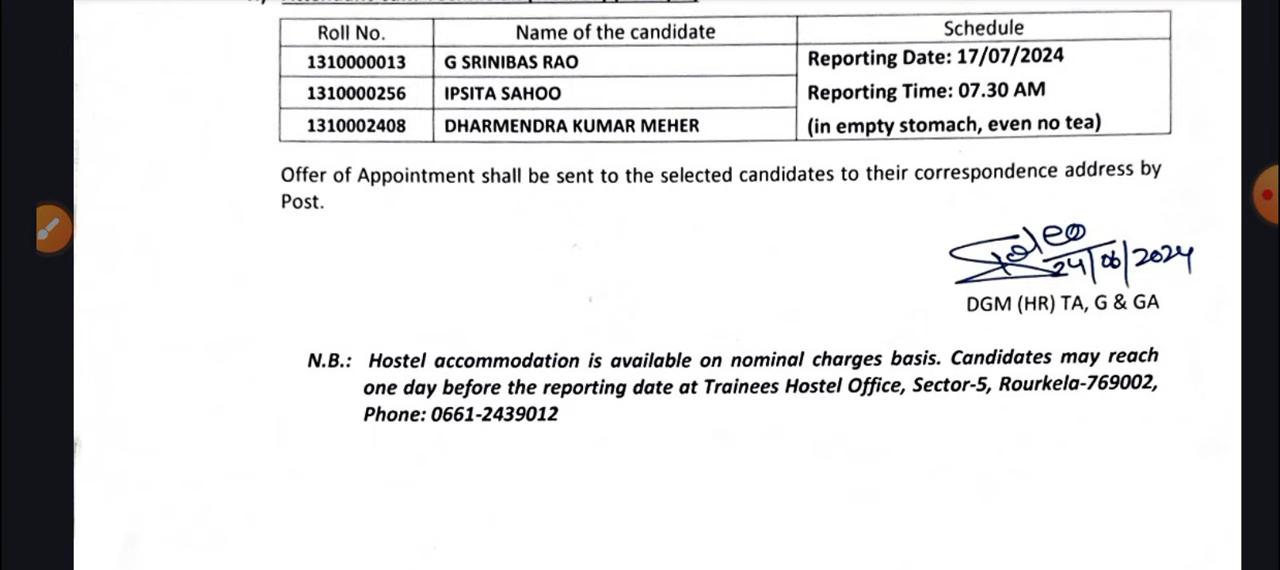 Roll No. Name of the candidate Schedule
1310000013 G SRINIBAS RAO Reporting Date: 17/07/2024
1310000256 IPSITA SAHOO Reporting Time: 07.30 AM
1310002408 DHARMENDRA KUMAR MEHER (in empty stomach, even no tea)
Offer of Appointment shall be sent to the selected candidates to their correspondence address by
Post.
24/06/2024
DGM (HR) TA, G & GA
N.B.: Hostel accommodation is available on nominal charges basis. Candidates may reach
one day before the reporting date at Trainees Hostel Office, Sector-5, Rourkela-769002,
Phone: 0661-2439012